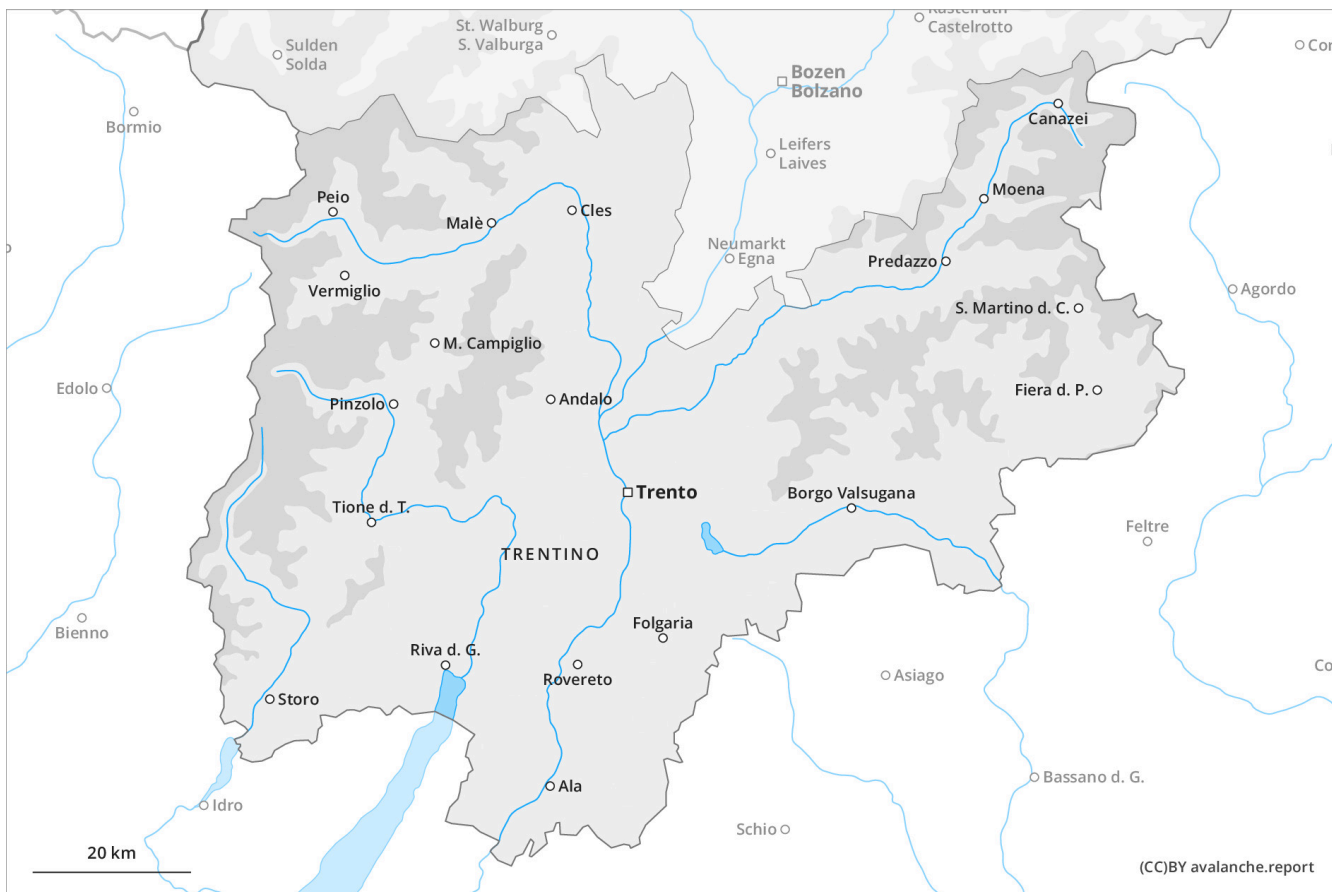 Kastelruth
Castelrotto
St. Walburg
S. Valburga
Sulden
Solda
Bozen
Bolzano
Bormio
Canazei
Leifers
Laives
Moena
Peio
Malè
Cles
Neumarkt
Egna
Predazzo
Vermiglio
Agordo
S. Martino d. C.
M. Campiglio
Edolo
Pinzolo
Andalo
Fiera d. P.
Trento
Borgo Valsugana
Tione d. T.
Feltre
TRENTINO
Bienno
Folgaria
Riva d. G.
Rovereto
Asiago
Storo
Bassano d. G.
Ala
Idro
Schio
20 km
(CC)BY avalanche.report